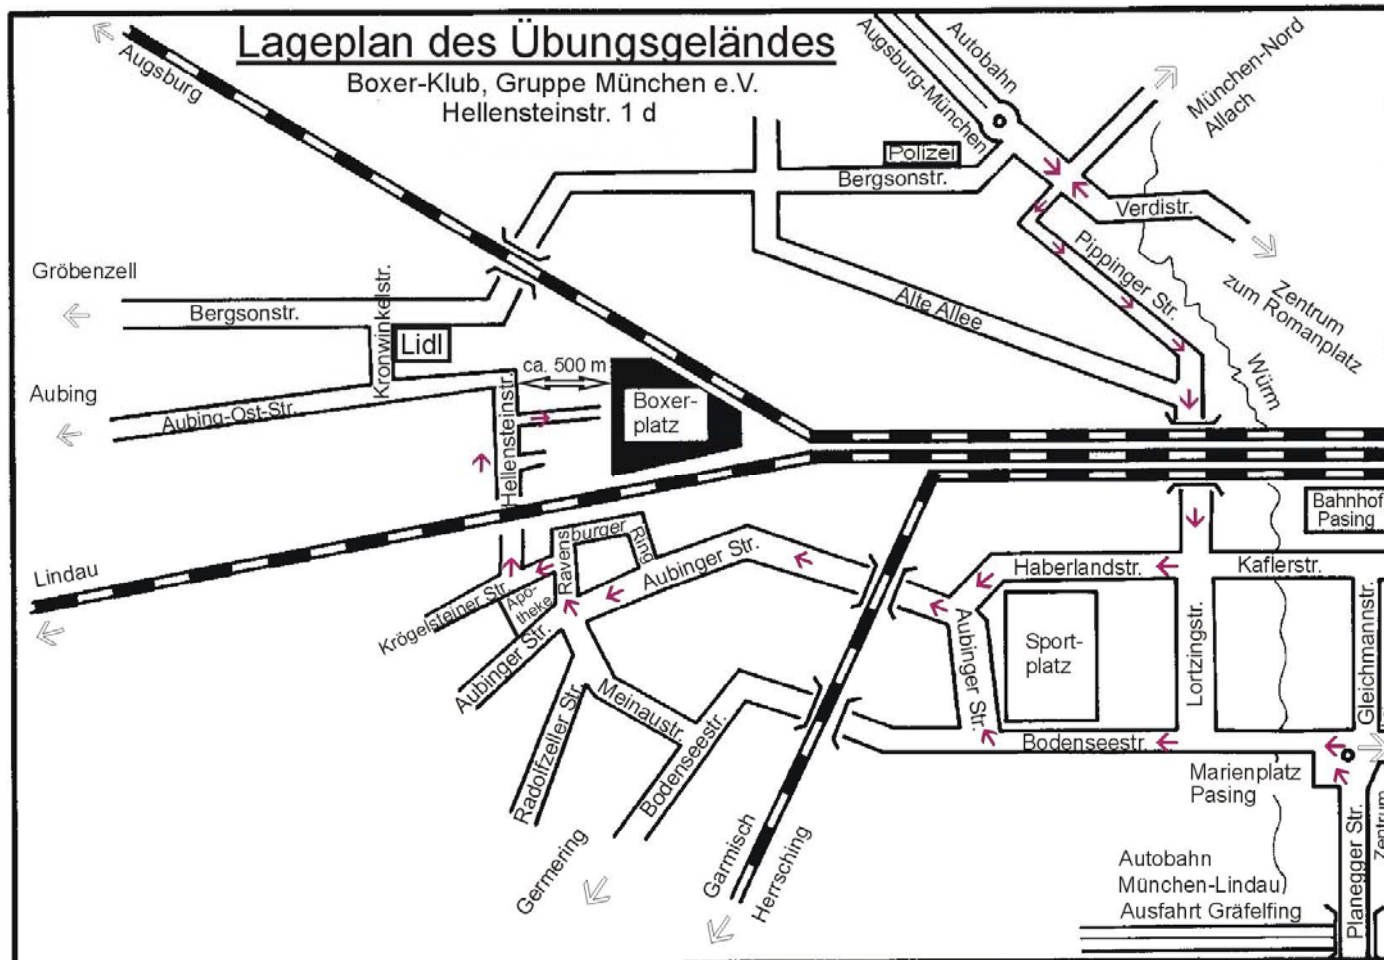 Lageplan des Übungsgeländes
Boxer-Klub, Gruppe München e.V.
Hellensteinstr. 1 d
Augsburg
Autobahn
Augsburg-München
München-Nord
Allach
Polizei
Bergsonstr.
Verdistr.
Pippinger Str.
Zentrum
zum Romanplatz
Gröbenzell
Bergsonstr.
Kronwinkelstr.
Lidl
Alte Allee
Würm
ca. 500 m
Aubing
Aubing-Ost-Str.
Hellensteinstr.
Boxer-
platz
Bahnhof
Pasing
Lindau
Ravens
burger
Ring
Aubinger Str.
Haberlandstr.
Kaflerstr.
Krögelsteiner Str.
Apo-
theke
Aubinger Str.
Aubinger Str.
Sport-
platz
Lortzingstr.
Gleichmannstr.
Radolfzeller Str.
Meinaustr.
Bodenseestr.
Bodenseestr.
Marienplatz
Pasing
Germering
Garmisch
Herrsching
Autobahn
München-Lindau
Ausfahrt Gräfelfing
Planegger Str.
Zentrum